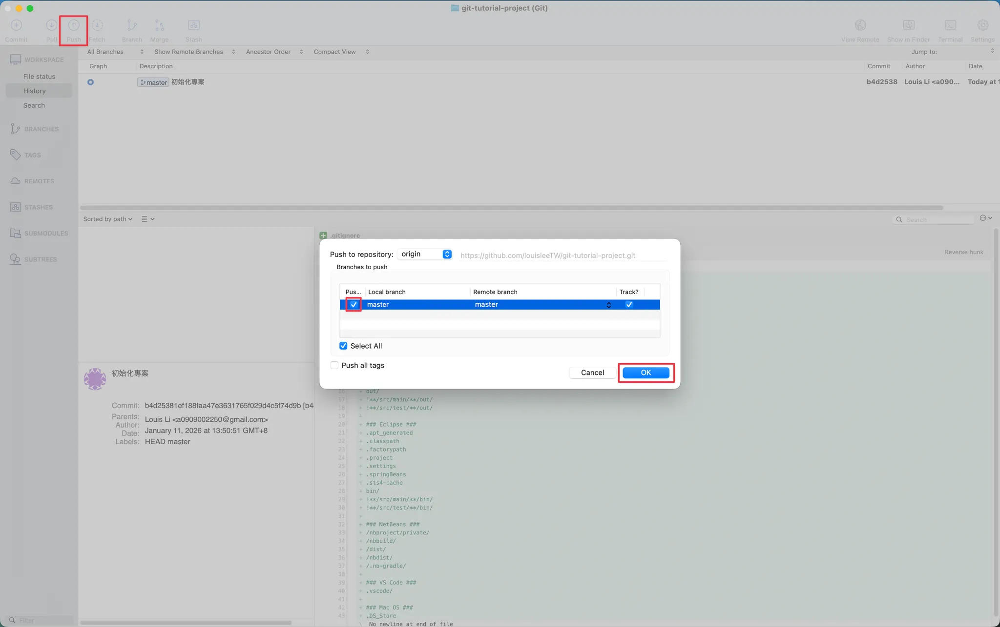 git-tutorial-project (Git)
Commit Pull Push Fetch Branch Merge Stash View Remote Show in Finder Terminal Settings
All Branches Show Remote Branches Ancestor Order Compact View Jump to:
Graph Description Commit Author Date
master 初始化專案 b4d2538 Louis Li <a090... Today at 1
WORKSPACE
File status
History
Search
BRANCHES
TAGS
REMOTES
STASHES
SUBMODULES
SUBTREES
Filter
Sorted by path
Search
.gitignore
Reverse hunk
Push to repository: origin https://github.com/louisleeTW/git-tutorial-project.git
Branches to push
Pus... Local branch Remote branch Track?
master master
Select All
Push all tags
Cancel OK
初始化專案
Commit: b4d25381ef188faa47e3631765f029d4c5f74d9b [b4
Parents:
Author: Louis Li <a0909002250@gmail.com>
Date: January 11, 2026 at 13:50:51 GMT+8
Labels: HEAD master
16 + out/
17 + !**/src/main/**/out/
18 + !**/src/test/**/out/
19 +
20 + ### Eclipse ###
21 + .apt_generated
22 + .classpath
23 + .factorypath
24 + .project
25 + .settings
26 + .springBeans
27 + .sts4-cache
28 + bin/
29 + !**/src/main/**/bin/
30 + !**/src/test/**/bin/
31 +
32 + ### NetBeans ###
33 + /nbproject/private/
34 + /nbbuild/
35 + /dist/
36 + /nbdist/
37 + /.nb-gradle/
38 +
39 + ### VS Code ###
40 + .vscode/
41 +
42 + ### Mac OS ###
43 + .DS_Store
\ No newline at end of file